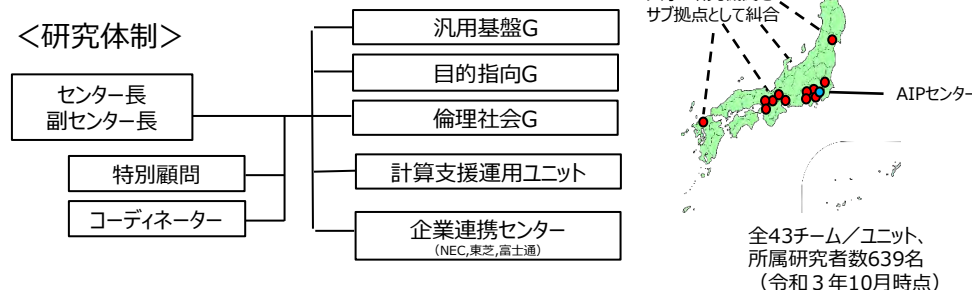 ＜研究体制＞
センター長
副センター長
特別顧問
コーディネーター
汎用基盤G
目的指向G
倫理社会G
計算支援運用ユニット
企業連携センター
（NEC,東芝,富士通）
サブ拠点として糾合
AIPセンター
全43チーム／ユニット、
所属研究者数639名
（令和３年10月時点）